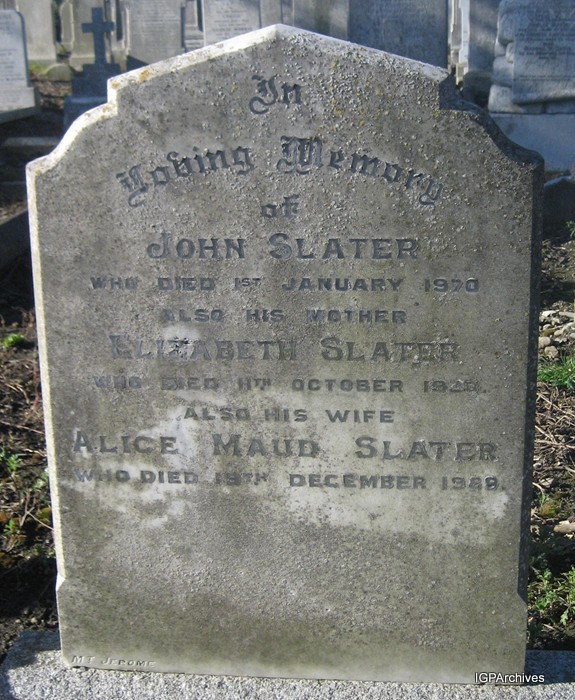 In
Loving Memory
of
JOHN SLATER
WHO DIED 1ST JANUARY 1970
ALSO HIS MOTHER
ELIZABETH SLATER
WHO DIED 11TH OCTOBER
ALSO HIS WIFE
ALICE MAUD SLATER
WHO DIED 19TH DECEMBER
MT JEROME
IGPArchives